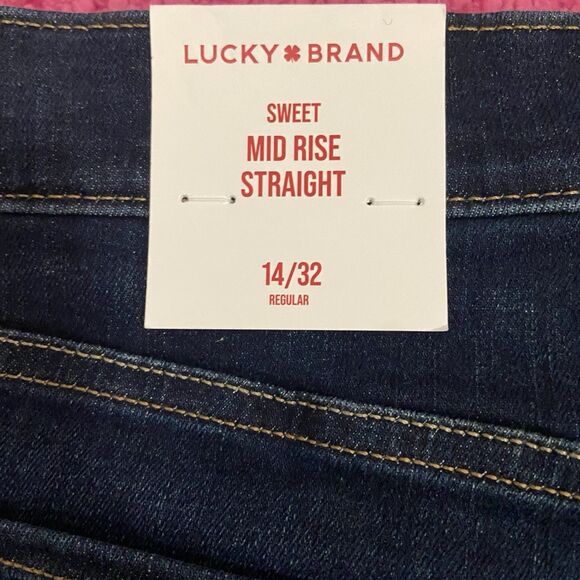 LUCKY BRAND
SWEET
MID RISE
STRAIGHT
14/32
REGULAR